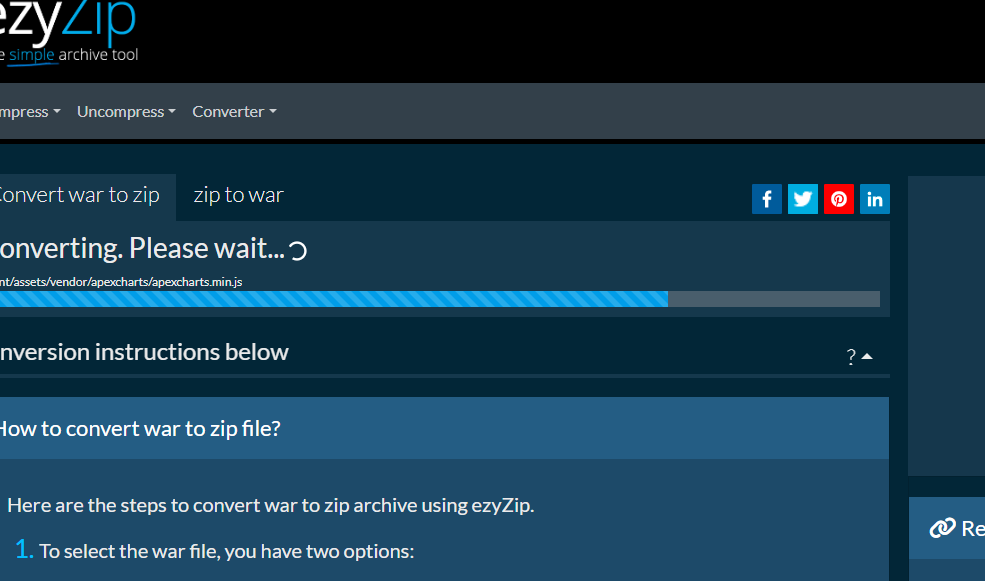 ezyZip
e simple archive tool
mpress Uncompress Converter
Convert war to zip zip to war
onverting. Please wait...
nt/assets/vendor/apexcharts/apexcharts.min.js
nversion instructions below
?
How to convert war to zip file?
Here are the steps to convert war to zip archive using ezyZip.
1. To select the war file, you have two options:
Re